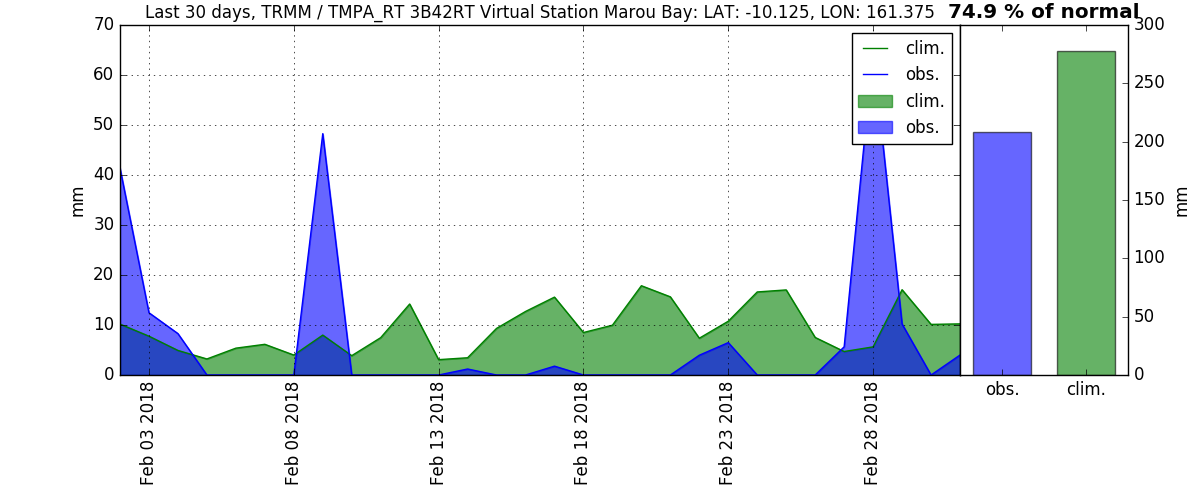 Last 30 days, TRMM / TMPA_RT 3B42RT Virtual Station Marou Bay: LAT: -10.125, LON: 161.375
74.9 % of normal
70
60
50
40
30
20
10
0
mm
clim.
obs.
clim.
obs.
Feb 03 2018
Feb 08 2018
Feb 13 2018
Feb 18 2018
Feb 23 2018
Feb 28 2018
300
250
200
150
100
50
0
mm
obs.
clim.